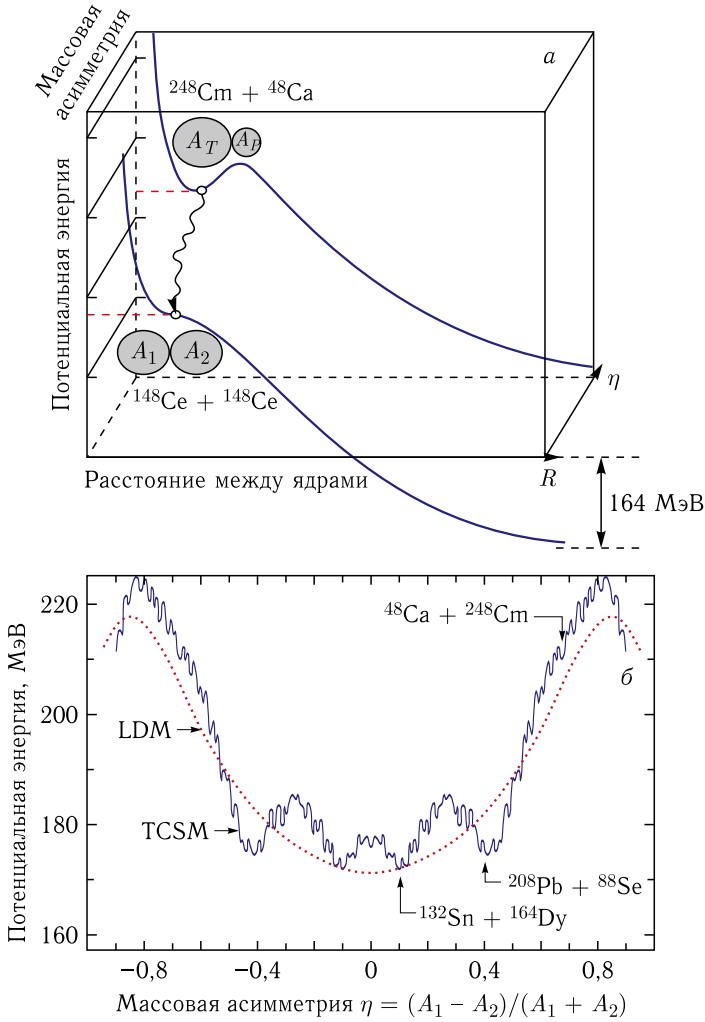 Массовая
асимметрия
а
²⁴⁸Cm + ⁴⁸Ca
A_T A_P
Потенциальная энергия
A₁ A₂
¹⁴⁸Ce + ¹⁴⁸Ce
η
Расстояние между ядрами
R
164 МэВ
Потенциальная энергия, МэВ
220
200
180
160
⁴⁸Ca + ²⁴⁸Cm
б
LDM
TCSM
²⁰⁸Pb + ⁸⁸Se
¹³²Sn + ¹⁶⁴Dy
−0,8 −0,4 0 0,4 0,8
Массовая асимметрия η = (A₁ − A₂)/(A₁ + A₂)